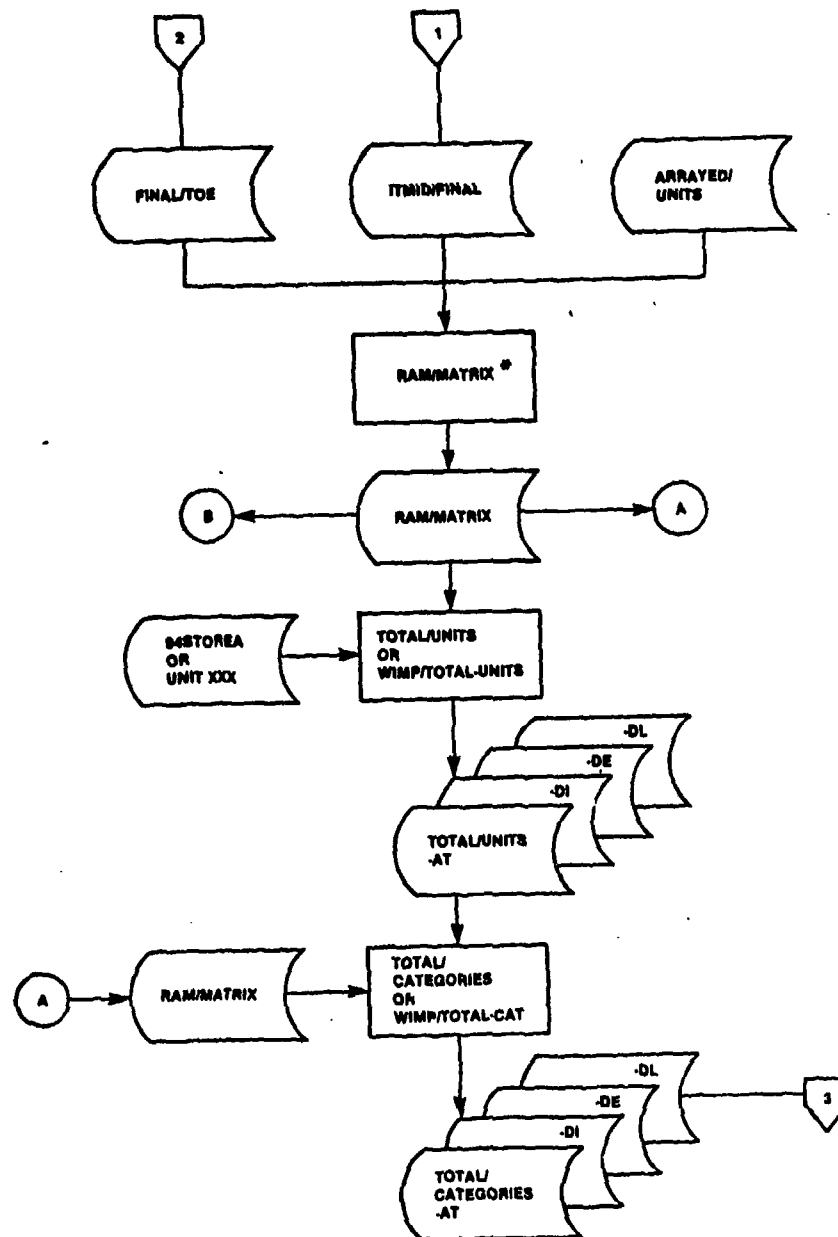 2
1
FINAL/TOE
ITMID/FINAL
ARRAYED/
UNITS
RAM/MATRIX *
B
RAM/MATRIX
A
94STOREA
OR
UNIT XXX
TOTAL/UNITS
OR
WIMP/TOTAL-UNITS
-DL
-DE
-DI
TOTAL/UNITS
-AT
A
RAM/MATRIX
TOTAL/
CATEGORIES
OR
WIMP/TOTAL-CAT
-DL
3
-DE
-DI
TOTAL/
CATEGORIES
-AT